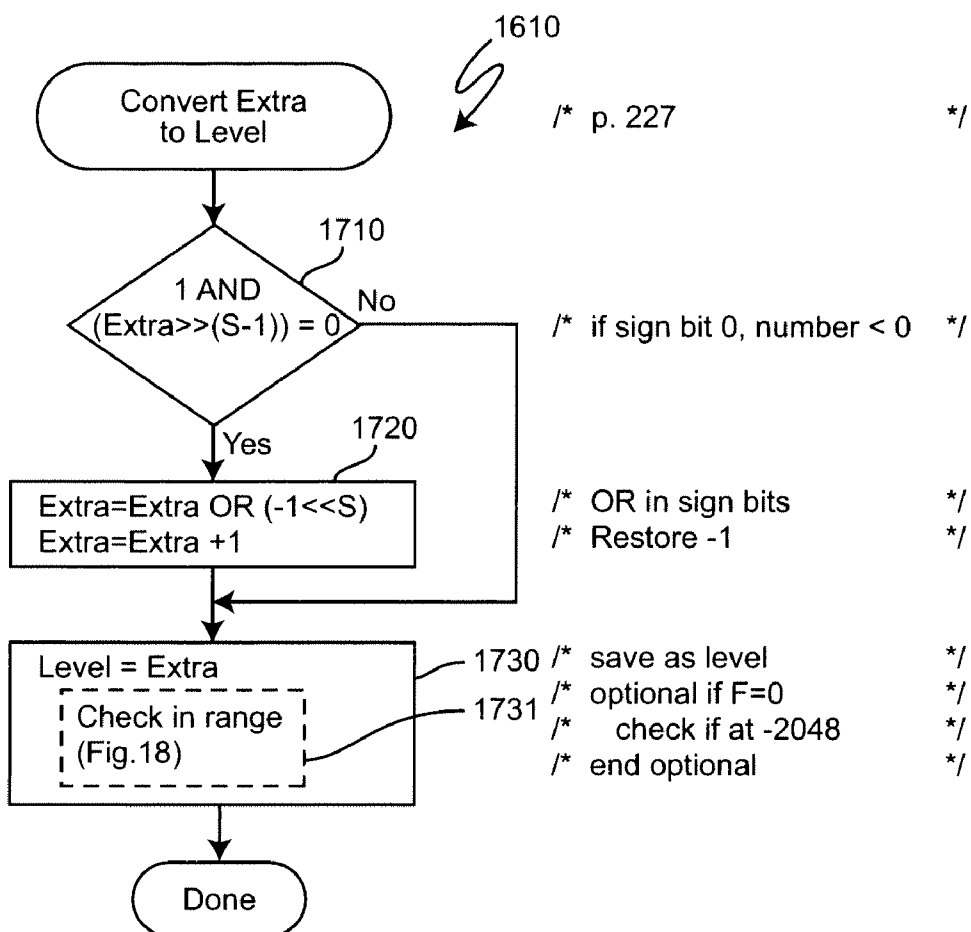 1610
Convert Extra
to Level
/* p. 227 */
1710
1 AND
(Extra>>(S-1)) = 0
No
/* if sign bit 0, number < 0 */
Yes
1720
Extra=Extra OR (-1<<S)
Extra=Extra +1
/* OR in sign bits */
/* Restore -1 */
Level = Extra
1730
/* save as level */
/* optional if F=0 */
Check in range
(Fig.18)
1731
/* check if at -2048 */
/* end optional */
Done